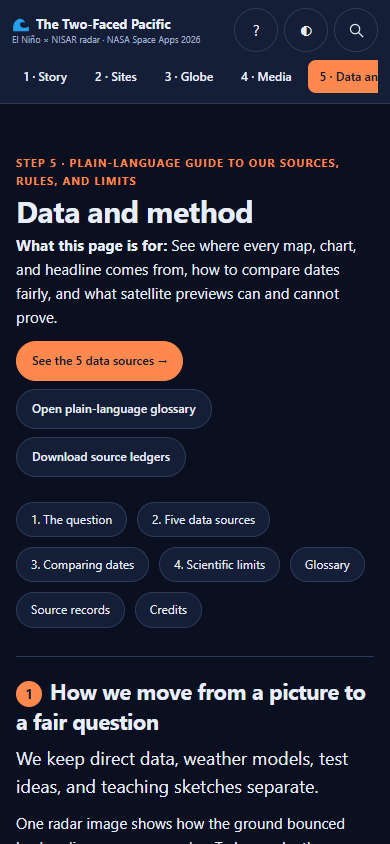 The Two-Faced Pacific
El Niño × NISAR radar · NASA Space Apps 2026
?
1 · Story
2 · Sites
3 · Globe
4 · Media
5 · Data an
STEP 5 · PLAIN-LANGUAGE GUIDE TO OUR SOURCES,
RULES, AND LIMITS
Data and method
What this page is for: See where every map, chart,
and headline comes from, how to compare dates
fairly, and what satellite previews can and cannot
prove.
See the 5 data sources →
Open plain-language glossary
Download source ledgers
1. The question
2. Five data sources
3. Comparing dates
4. Scientific limits
Glossary
Source records
Credits
1 How we move from a picture to
a fair question
We keep direct data, weather models, test
ideas, and teaching sketches separate.
One radar image shows how the ground bounced